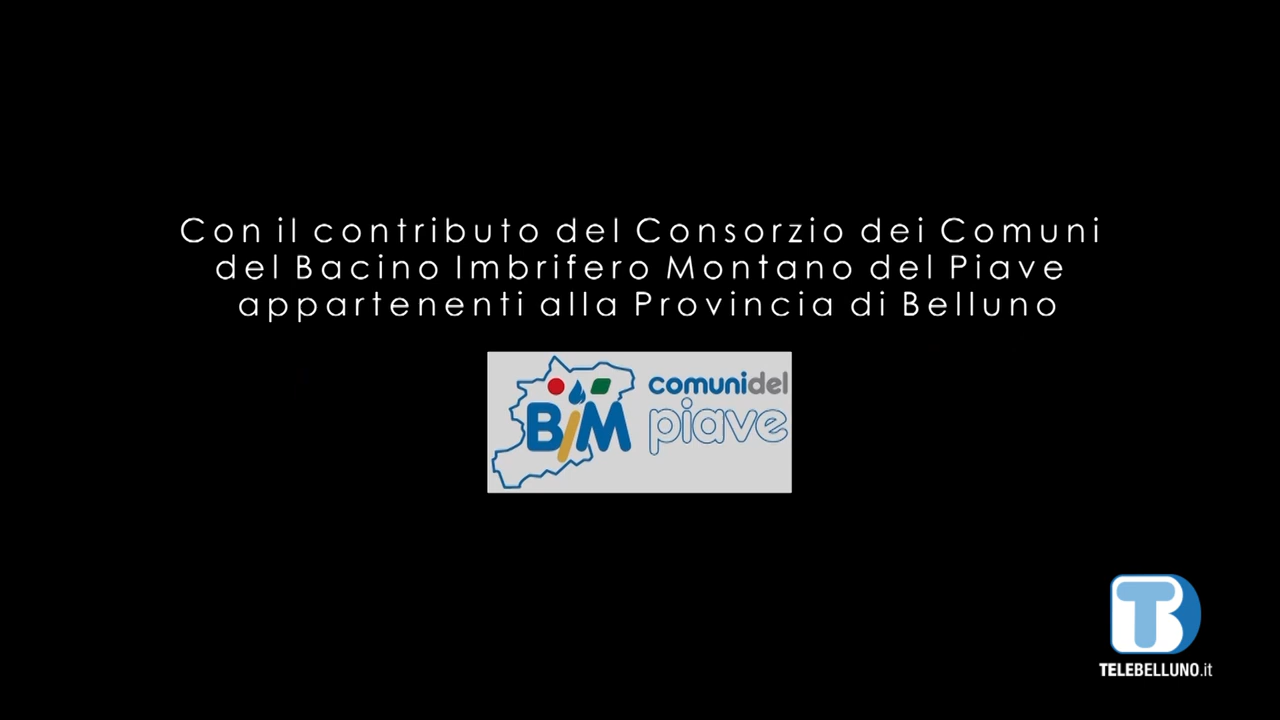 Con il contributo del Consorzio dei Comuni
del Bacino Imbrifero Montano del Piave
appartenenti alla Provincia di Belluno
BIM
comunidel
piave
TB
TELEBELLUNO.it